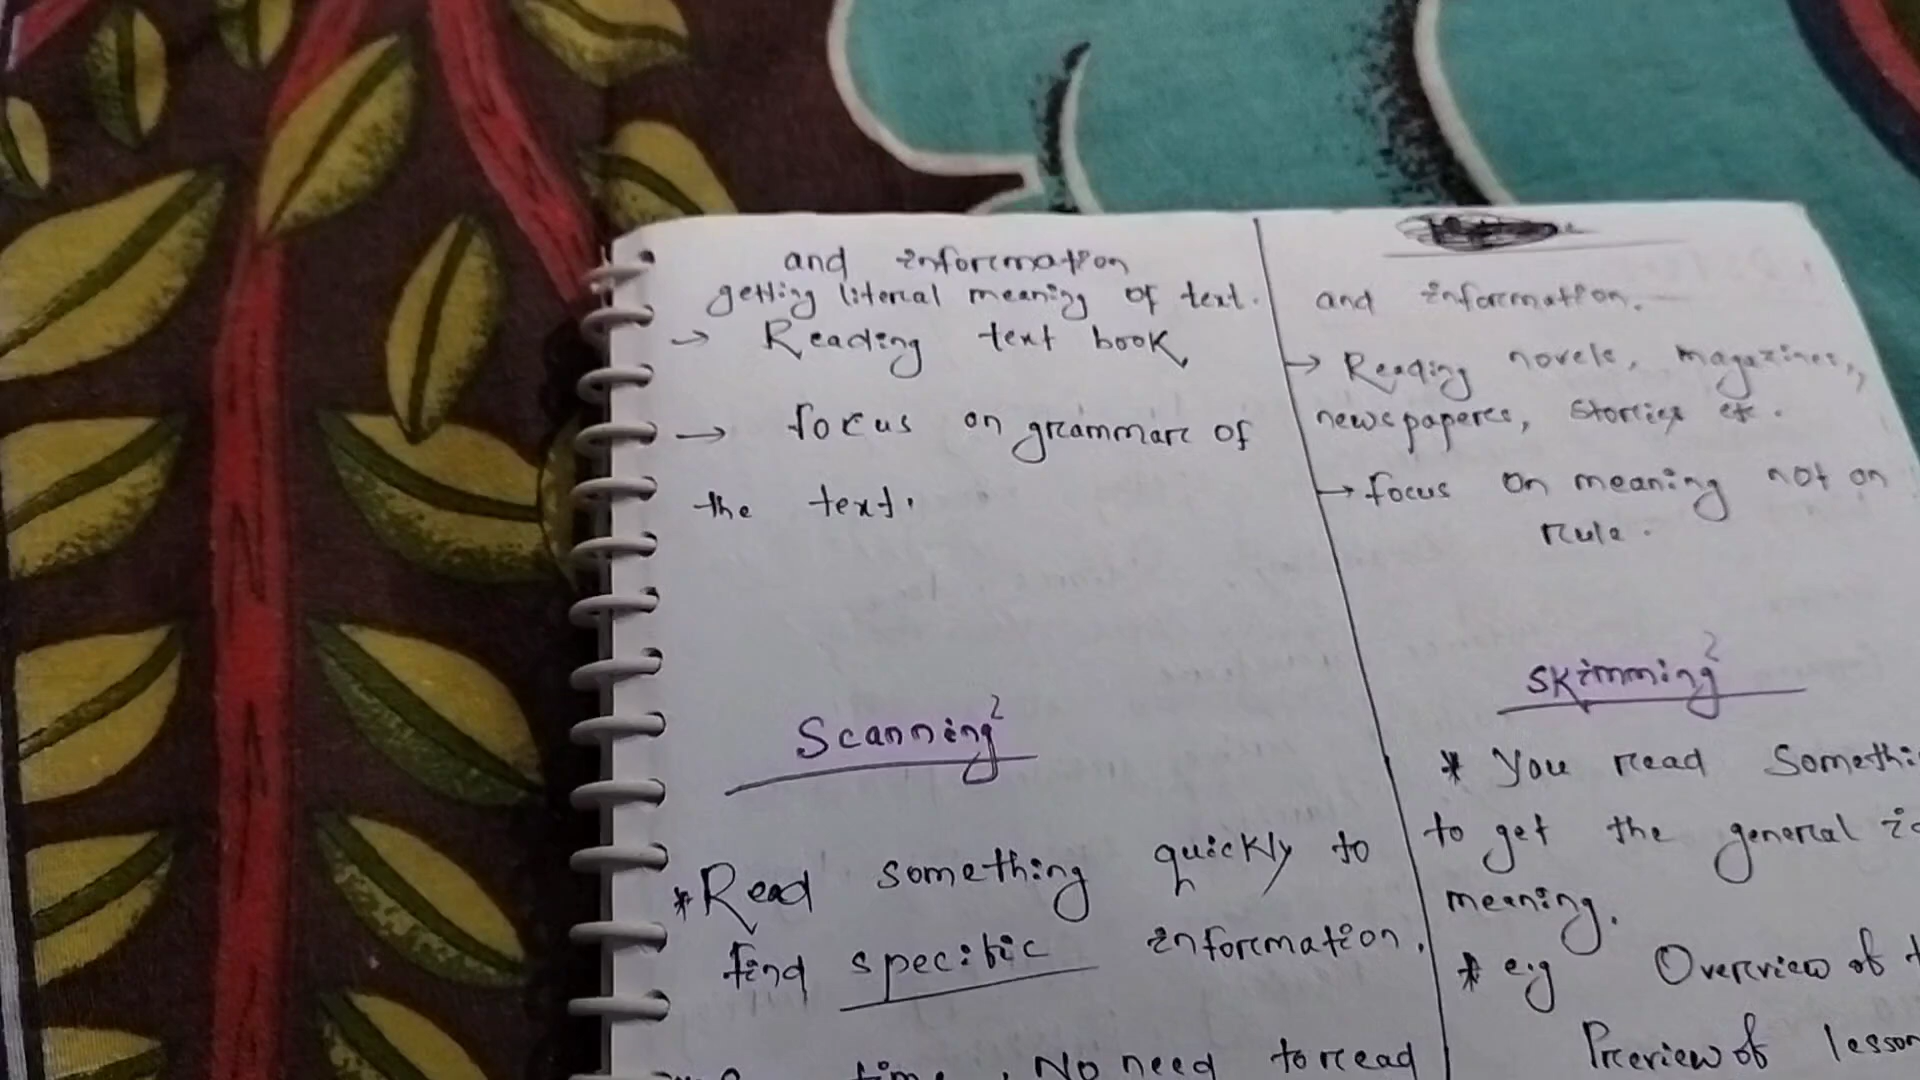 and information
getting literal meaning of text.
→ Reading text book,
→ focus on grammar of
the text.
and information.
→ Reading novels, magazines,
newspapers, stories etc.
→ focus on meaning not on
rule.
Scanning
* Read something quickly to
find specific information.
time. No need to read
Skimming
* You read
to get the general
meaning.
* e.g Overview of
Preview of lesson